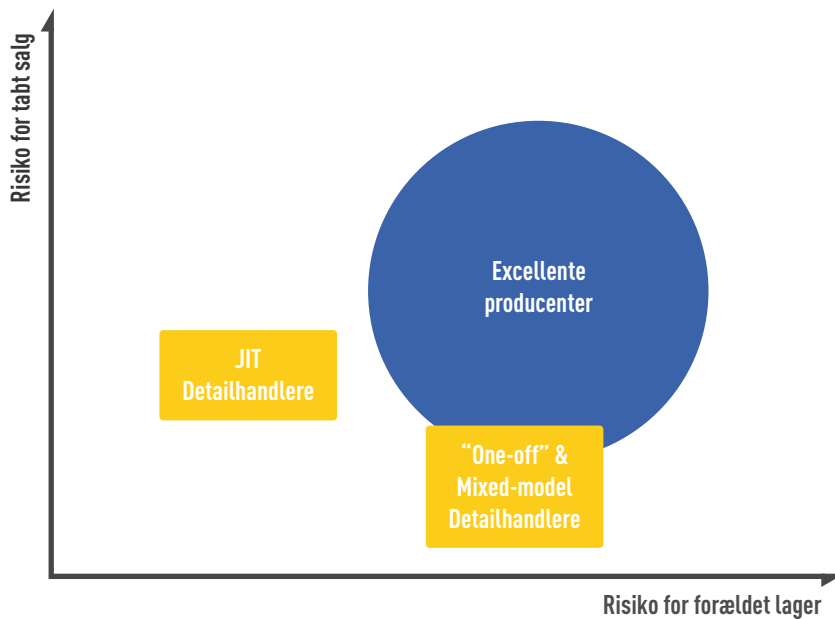 Risiko for tabt salg
Excellente
producenter
JIT
Detailhandlere
“One-off” &
Mixed-model
Detailhandlere
Risiko for forældet lager